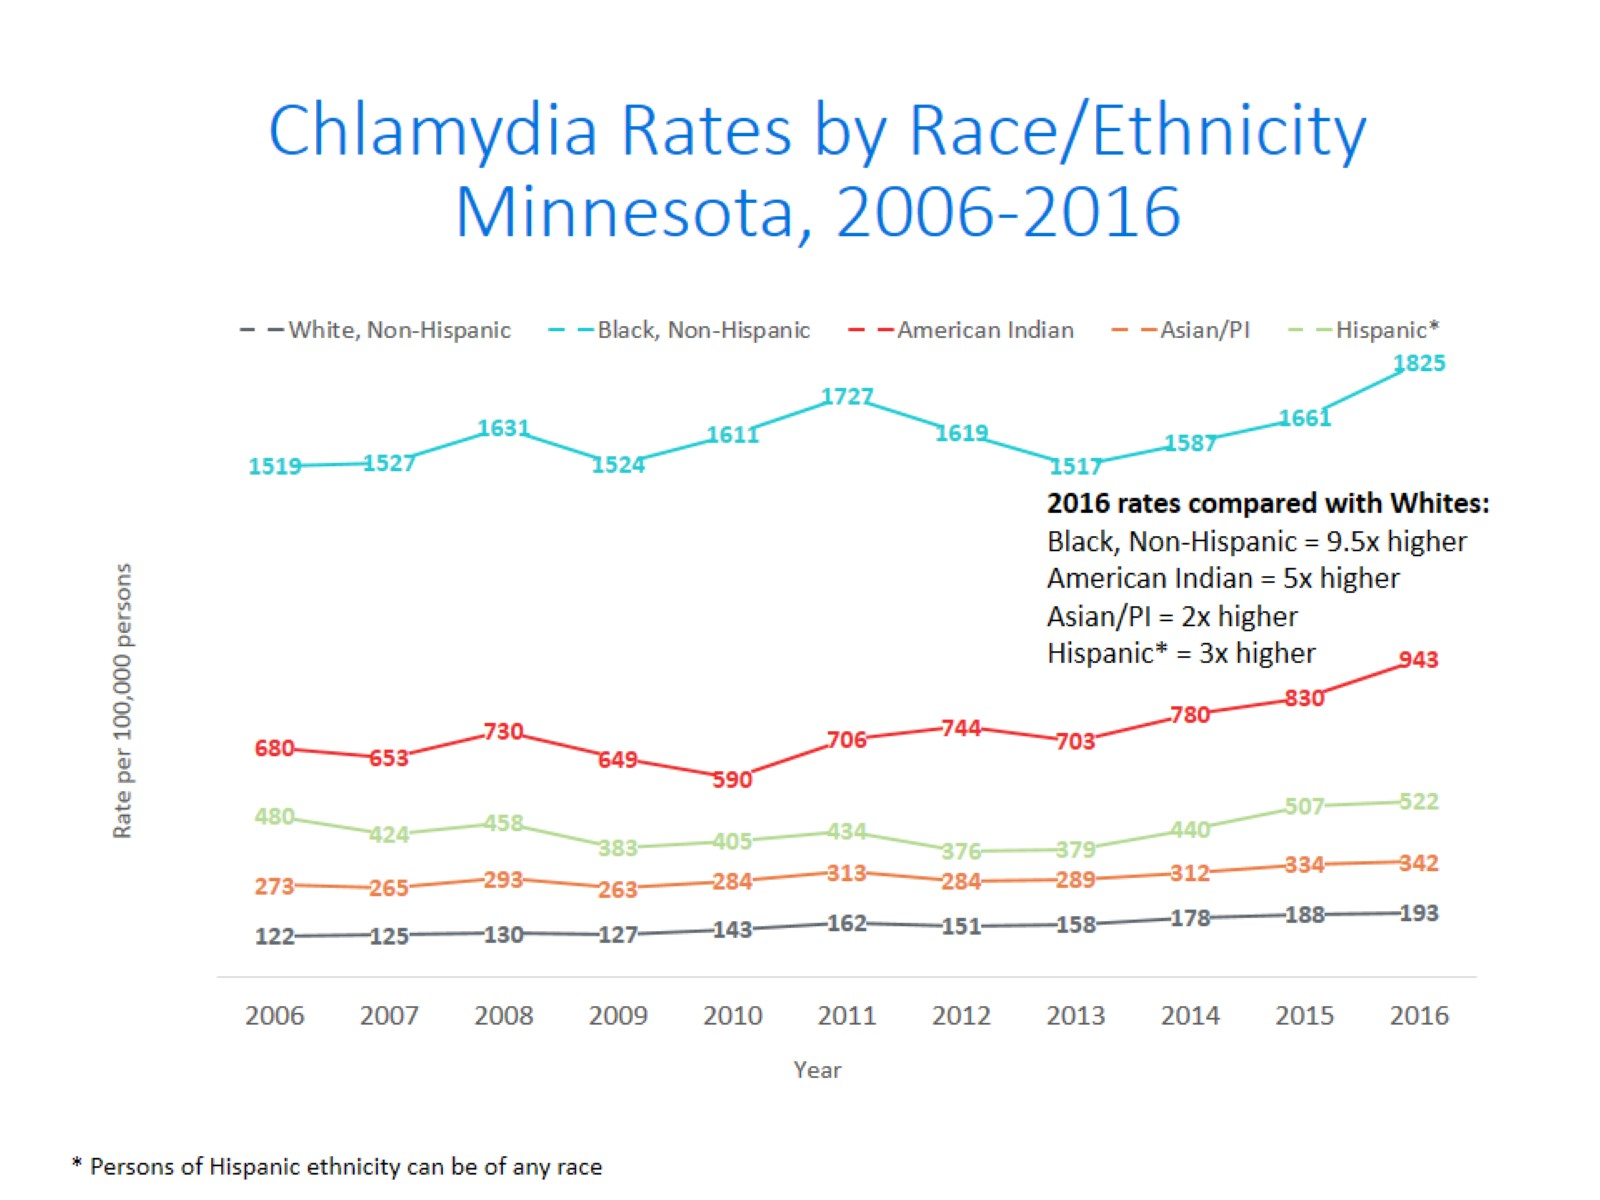 Chlamydia Rates by Race/Ethnicity
Minnesota, 2006-2016
White, Non-Hispanic Black, Non-Hispanic American Indian Asian/PI Hispanic*
1519 1527 1631 1524 1611 1727 1619 1517 1587 1661 1825
2016 rates compared with Whites:
Black, Non-Hispanic = 9.5x higher
American Indian = 5x higher
Asian/PI = 2x higher
Hispanic* = 3x higher
Rate per 100,000 persons
680 653 730 649 590 706 744 703 780 830 943
480 424 458 383 405 434 376 379 440 507 522
273 265 293 263 284 313 284 289 312 334 342
122 125 130 127 143 162 151 158 178 188 193
2006 2007 2008 2009 2010 2011 2012 2013 2014 2015 2016
Year
* Persons of Hispanic ethnicity can be of any race